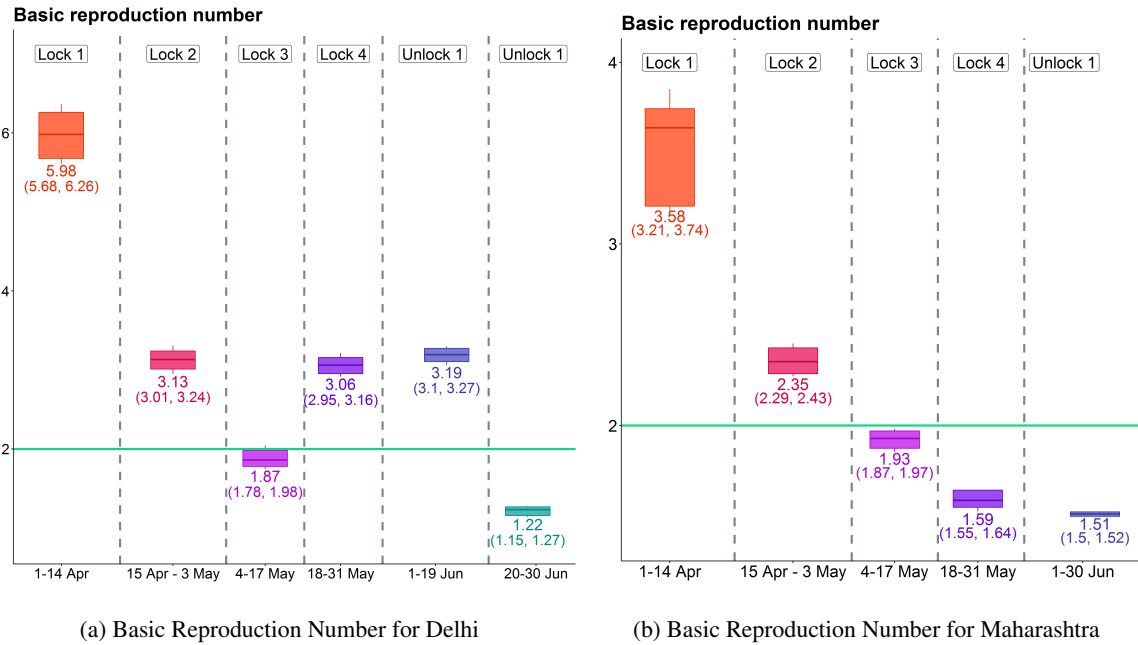 Basic reproduction number
Lock 1
Lock 2
Lock 3
Lock 4
Unlock 1
Unlock 1
6
4
2
5.98
(5.68, 6.26)
3.13
(3.01, 3.24)
1.87
(1.78, 1.98)
3.06
(2.95, 3.16)
3.19
(3.1, 3.27)
1.22
(1.15, 1.27)
1-14 Apr
15 Apr - 3 May
4-17 May
18-31 May
1-19 Jun
20-30 Jun
(a) Basic Reproduction Number for Delhi
Basic reproduction number
Lock 1
Lock 2
Lock 3
Lock 4
Unlock 1
4
3
2
3.58
(3.21, 3.74)
2.35
(2.29, 2.43)
1.93
(1.87, 1.97)
1.59
(1.55, 1.64)
1.51
(1.5, 1.52)
1-14 Apr
15 Apr - 3 May
4-17 May
18-31 May
1-30 Jun
(b) Basic Reproduction Number for Maharashtra